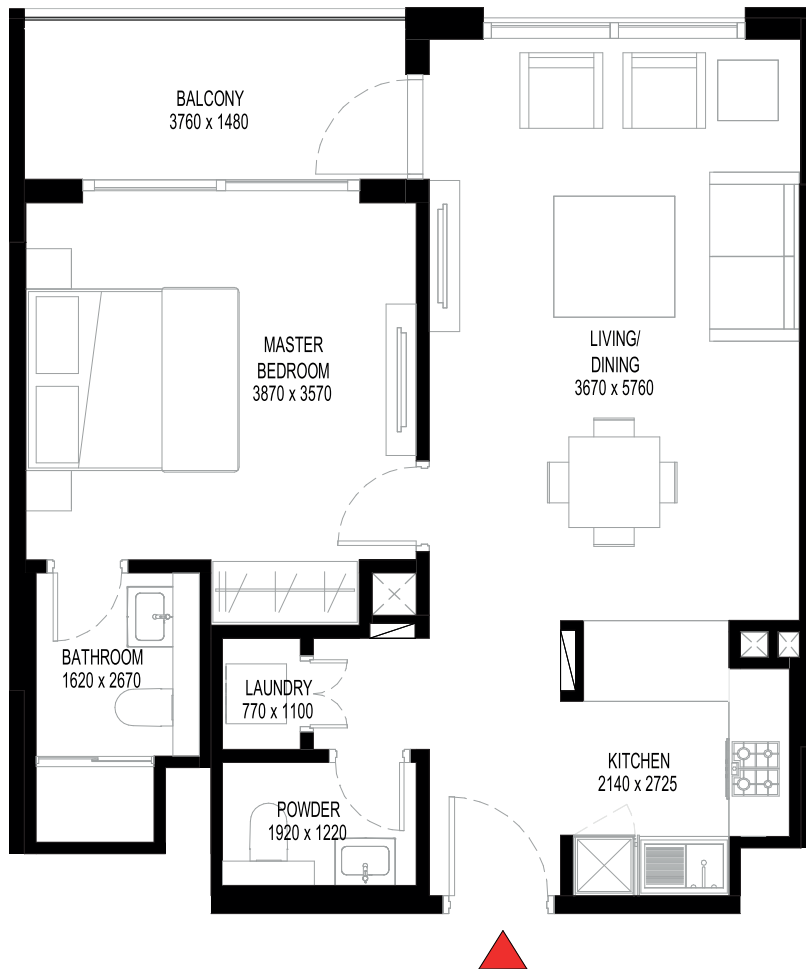 BALCONY
3760 x 1480
MASTER
BEDROOM
3870 x 3570
LIVING/
DINING
3670 x 5760
BATHROOM
1620 x 2670
LAUNDRY
770 x 1100
KITCHEN
2140 x 2725
POWDER
1920 x 1220